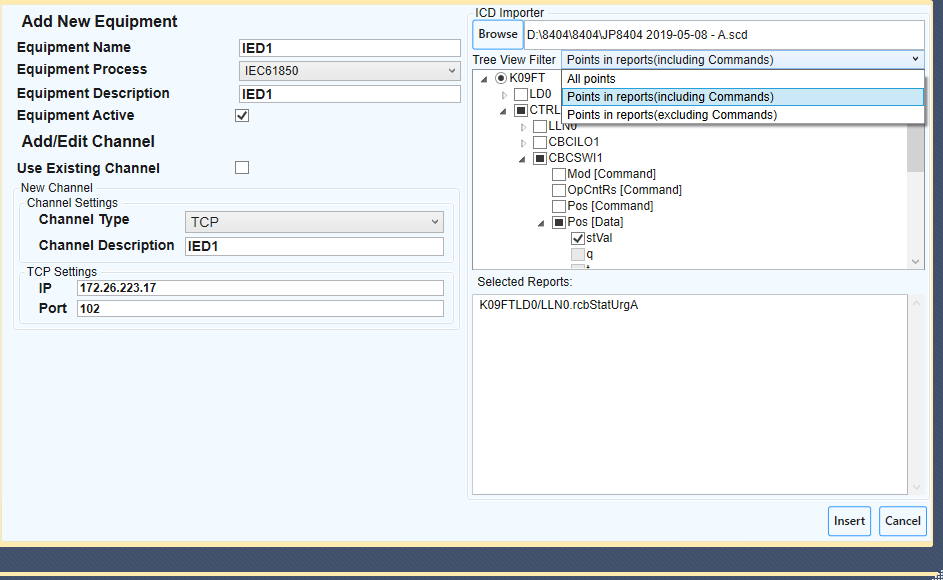 Add New Equipment
Equipment Name
IED1
Equipment Process
IEC61850
Equipment Description
IED1
Equipment Active
Add/Edit Channel
Use Existing Channel
New Channel
Channel Settings
Channel Type
TCP
Channel Description
IED1
TCP Settings
IP
172.26.223.17
Port
102
ICD Importer
Browse
D:\8404\8404\JP8404 2019-05-08 - A.scd
Tree View Filter
Points in reports(including Commands)
All points
Points in reports(including Commands)
Points in reports(excluding Commands)
K09FT
LD0
CTRL
LLN0
CBCILO1
CBCSWI1
Mod [Command]
OpCntRs [Command]
Pos [Command]
Pos [Data]
stVal
q
Selected Reports:
K09FTLD0/LLN0.rcbStatUrgA
Insert
Cancel